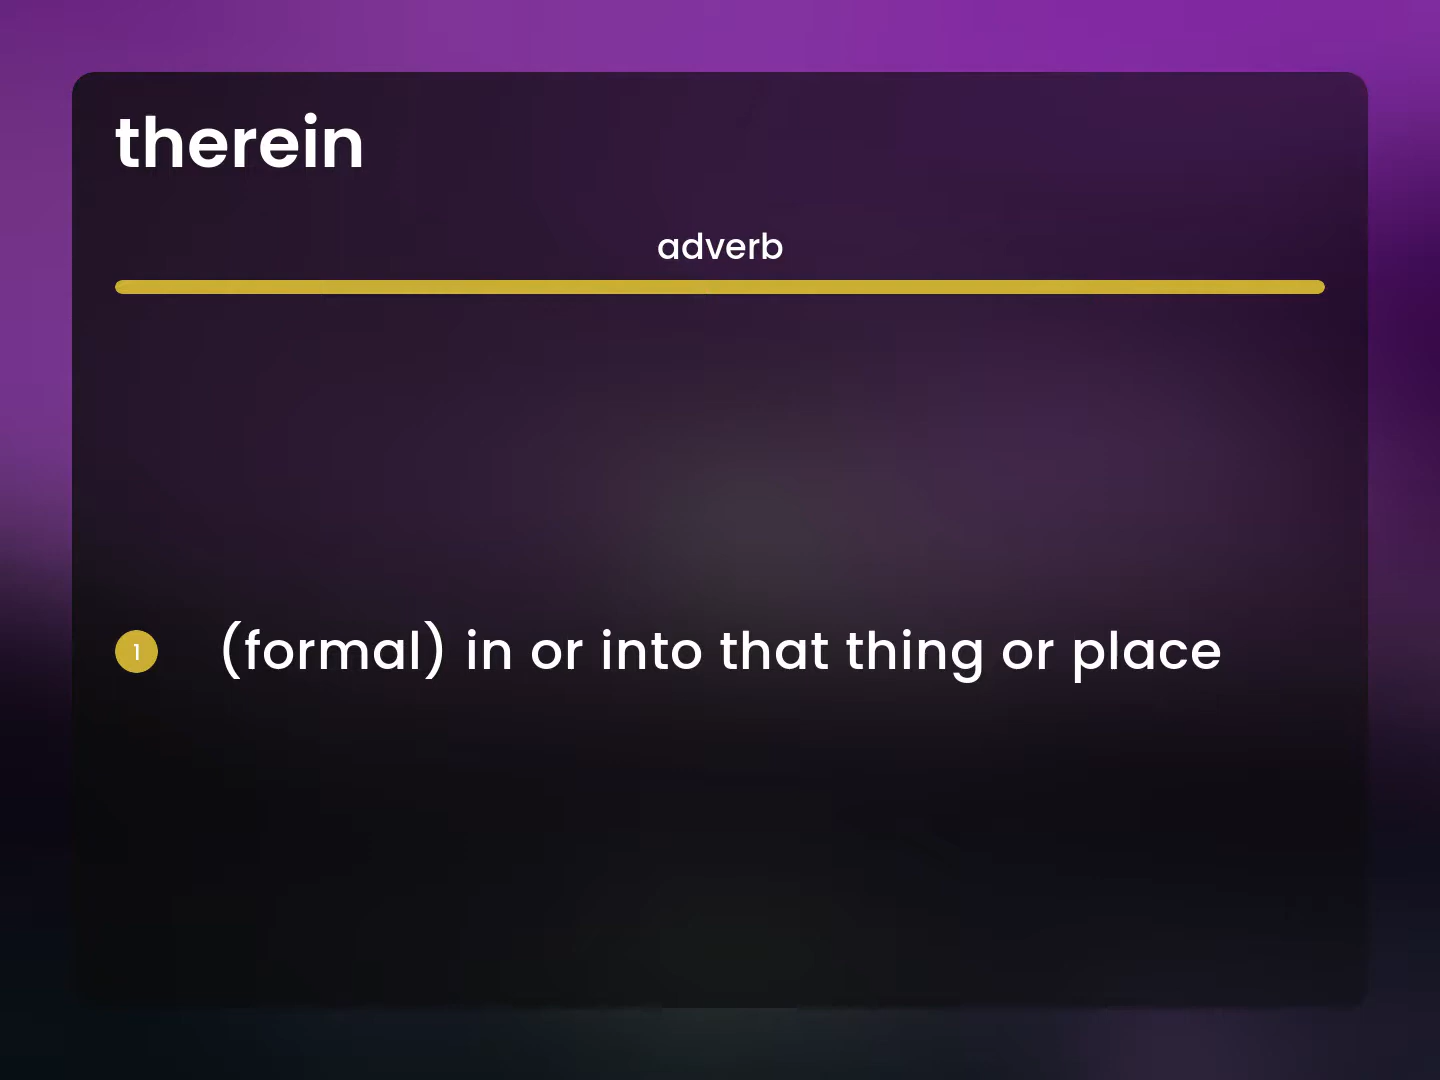 therein
adverb
1 (formal) in or into that thing or place